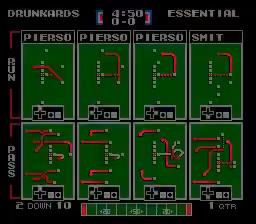 DRUNKARDS 4:50 ESSENTIAL
0-0
PIERSO PIERSO PIERSO SMIT
RUN
PASS
2 DOWN 10 1 QTR